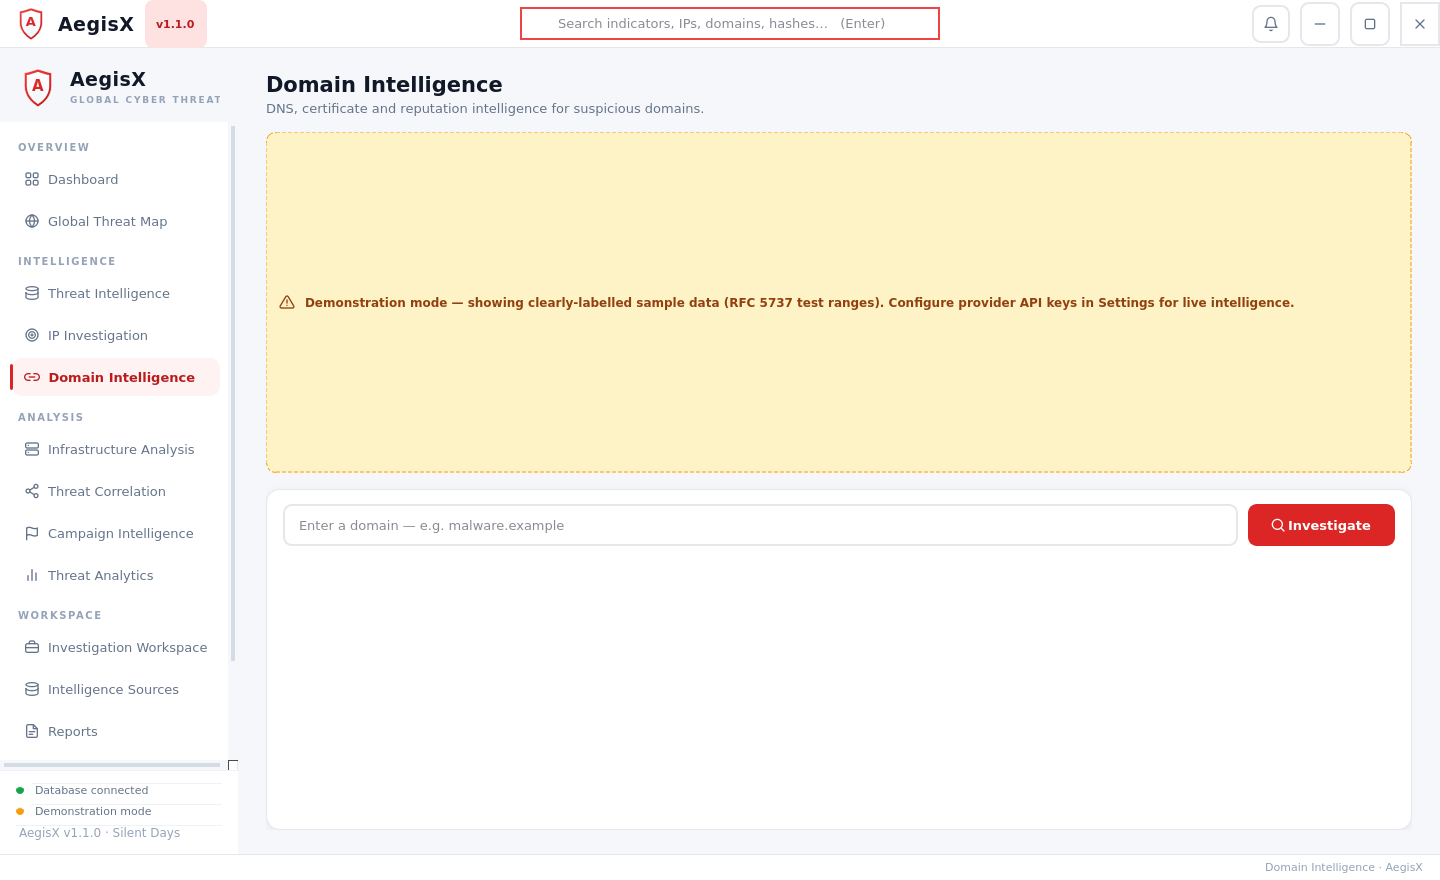 A AegisX v1.1.0
Search indicators, IPs, domains, hashes... (Enter)
A AegisX
GLOBAL CYBER THREAT
OVERVIEW
Dashboard
Global Threat Map
INTELLIGENCE
Threat Intelligence
IP Investigation
Domain Intelligence
ANALYSIS
Infrastructure Analysis
Threat Correlation
Campaign Intelligence
Threat Analytics
WORKSPACE
Investigation Workspace
Intelligence Sources
Reports
Database connected
Demonstration mode
AegisX v1.1.0 · Silent Days
Domain Intelligence
DNS, certificate and reputation intelligence for suspicious domains.
Demonstration mode — showing clearly-labelled sample data (RFC 5737 test ranges). Configure provider API keys in Settings for live intelligence.
Enter a domain — e.g. malware.example
Investigate
Domain Intelligence · AegisX